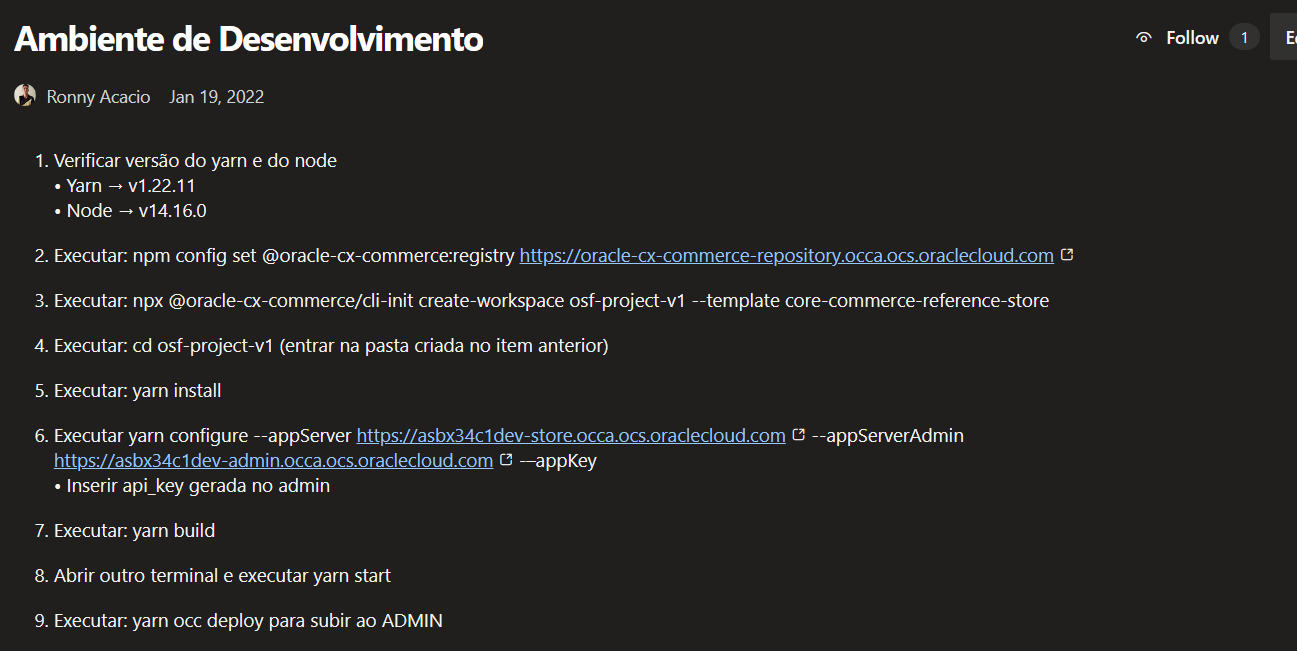 Ambiente de Desenvolvimento
Follow 1
Ronny Acacio Jan 19, 2022
1. Verificar versão do yarn e do node
• Yarn → v1.22.11
• Node → v14.16.0
2. Executar: npm config set @oracle-cx-commerce:registry https://oracle-cx-commerce-repository.occa.ocs.oraclecloud.com
3. Executar: npx @oracle-cx-commerce/cli-init create-workspace osf-project-v1 --template core-commerce-reference-store
4. Executar: cd osf-project-v1 (entrar na pasta criada no item anterior)
5. Executar: yarn install
6. Executar yarn configure --appServer https://asbx34c1dev-store.occa.ocs.oraclecloud.com --appServerAdmin
https://asbx34c1dev-admin.occa.ocs.oraclecloud.com -–appKey
• Inserir api_key gerada no admin
7. Executar: yarn build
8. Abrir outro terminal e executar yarn start
9. Executar: yarn occ deploy para subir ao ADMIN